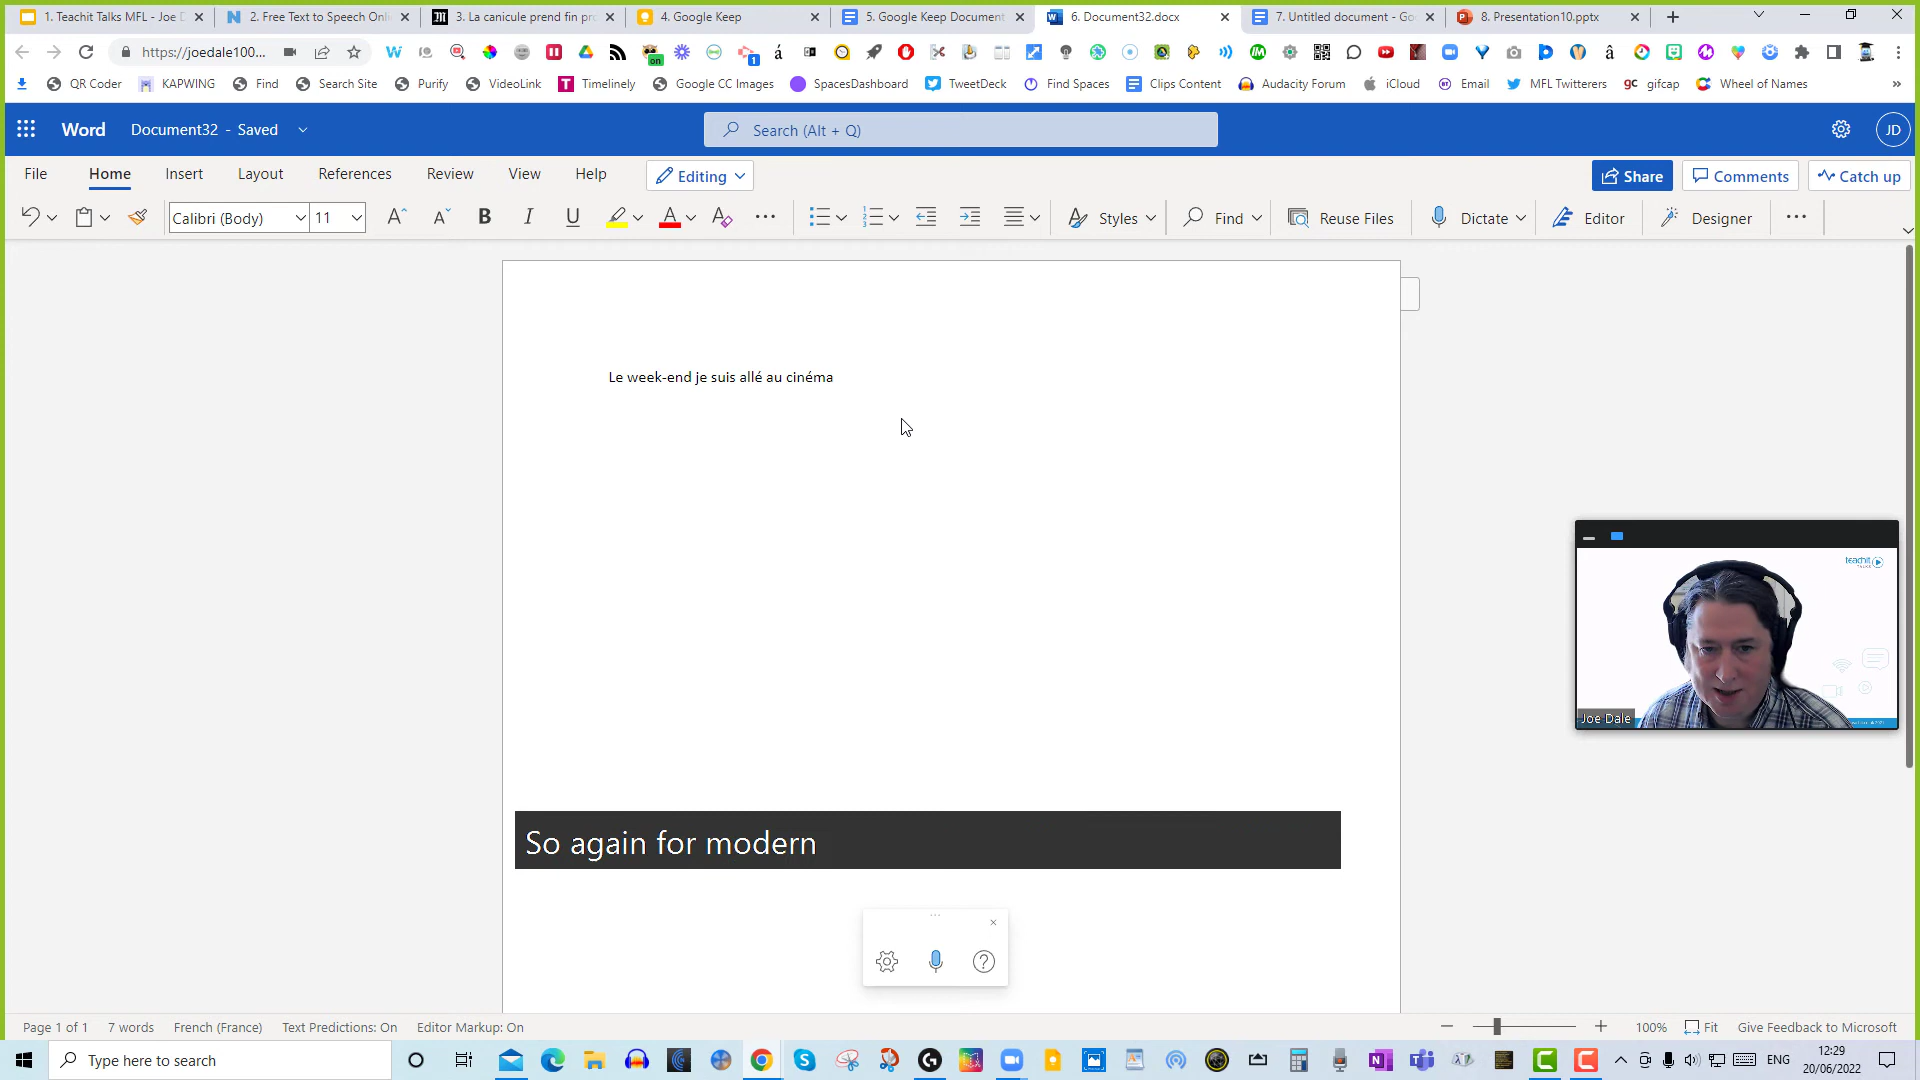 1. Teachit Talks MFL - Joe D
2. Free Text to Speech Onli
3. La canicule prend fin pro
4. Google Keep
5. Google Keep Document
6. Document32.docx
7. Untitled document - Goo
8. Presentation10.pptx
https://joedale100...
QR Coder
KAPWING
Find
Search Site
Purify
VideoLink
Timelinely
Google CC Images
SpacesDashboard
TweetDeck
Find Spaces
Clips Content
Audacity Forum
iCloud
Email
MFL Twitterers
gifcap
Wheel of Names
Word
Document32 - Saved
Search (Alt + Q)
JD
File
Home
Insert
Layout
References
Review
View
Help
Editing
Share
Comments
Catch up
Calibri (Body)
11
Styles
Find
Reuse Files
Dictate
Editor
Designer
Le week-end je suis allé au cinéma
teachit
TALKS
Joe Dale
So again for modern
Page 1 of 1
7 words
French (France)
Text Predictions: On
Editor Markup: On
100%
Fit
Give Feedback to Microsoft
Type here to search
ENG
12:29
20/06/2022